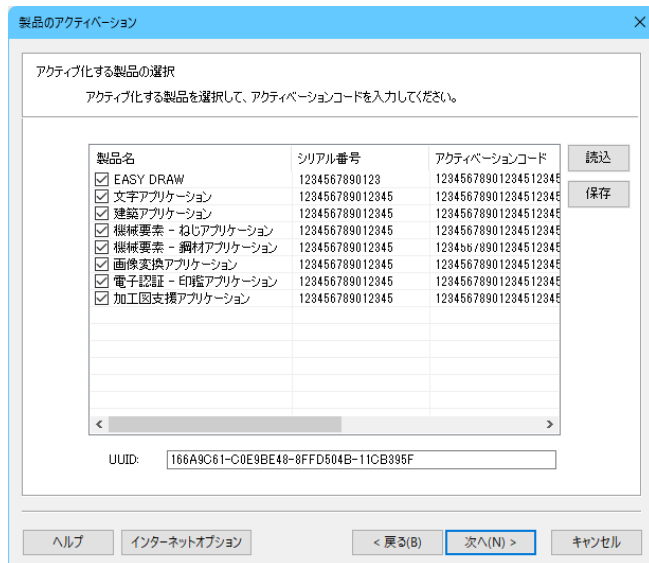 製品のアクティベーション
アクティブ化する製品の選択
アクティブ化する製品を選択して、アクティベーションコードを入力してください。
製品名 シリアル番号 アクティベーションコード 読込
EASY DRAW 1234567890123 12345678901234512345
文字アプリケーション 123456789012345 12345678901234512345 保存
建築アプリケーション 123456789012345 12345678901234512345
機械要素 - ねじアプリケーション 123456789012345 12345678901234512345
機械要素 - 鋼材アプリケーション 123456789012345 12345678901234512345
画像変換アプリケーション 123456789012345 12345678901234512345
電子認証 - 印鑑アプリケーション 123456789012345 12345678901234512345
加工図支援アプリケーション 123456789012345 12345678901234512345
UUID: 166A9C61-C0E9BE48-8FFD504B-11CB395F
ヘルプ インターネットオプション < 戻る(B) 次へ(N) > キャンセル